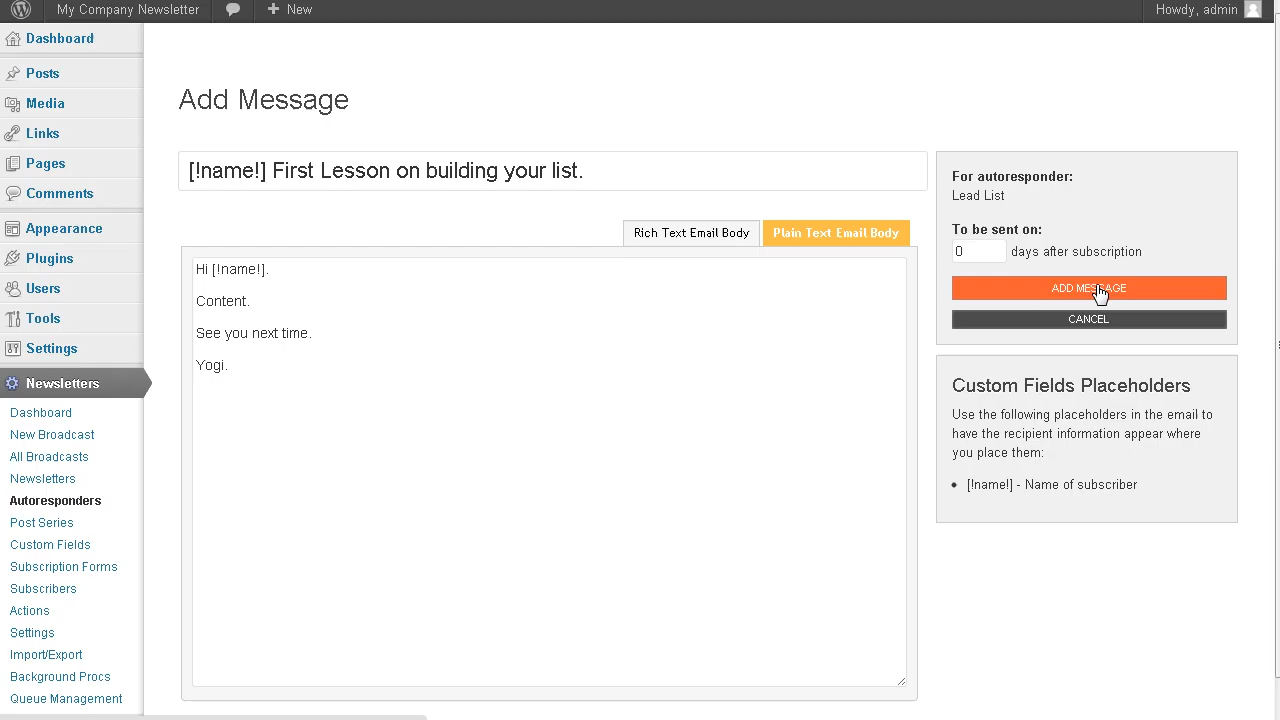 My Company Newsletter
New
Howdy, admin
Dashboard
Posts
Media
Links
Pages
Comments
Appearance
Plugins
Users
Tools
Settings
Newsletters
Dashboard
New Broadcast
All Broadcasts
Newsletters
Autoresponders
Post Series
Custom Fields
Subscription Forms
Subscribers
Actions
Settings
Import/Export
Background Procs
Queue Management
Add Message
[!name!] First Lesson on building your list.
Rich Text Email Body
Plain Text Email Body
Hi [!name!].
Content.
See you next time.
Yogi.
For autoresponder:
Lead List
To be sent on:
0 days after subscription
ADD MESSAGE
CANCEL
Custom Fields Placeholders
Use the following placeholders in the email to
have the recipient information appear where
you place them:
[!name!] - Name of subscriber